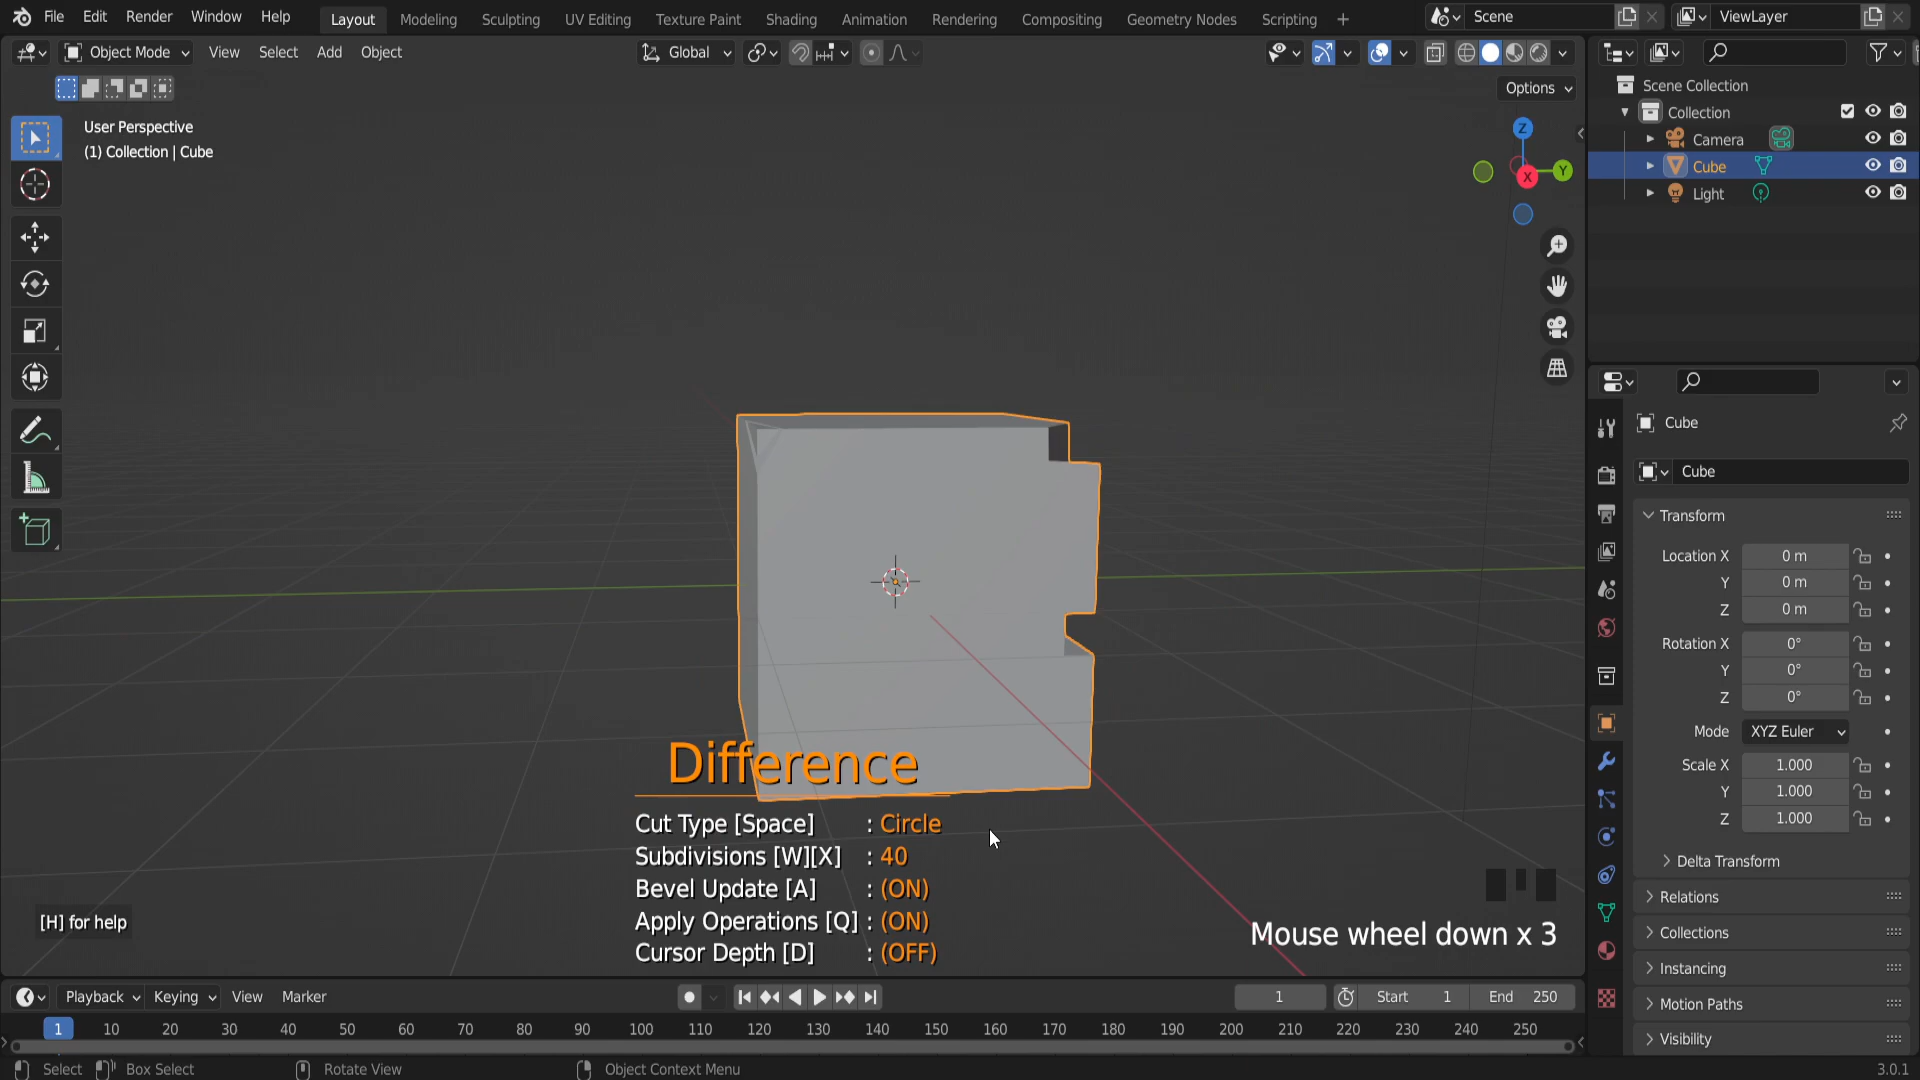 File Edit Render Window Help Layout Modeling Sculpting UV Editing Texture Paint Shading Animation Rendering Compositing Geometry Nodes Scripting + Scene ViewLayer
Object Mode View Select Add Object Global
Options
User Perspective
(1) Collection | Cube
Z
Y
X
Scene Collection
Collection
Camera
Cube
Light
Cube
Cube
Transform
Location X 0 m
Y 0 m
Z 0 m
Rotation X 0°
Y 0°
Z 0°
Mode XYZ Euler
Scale X 1.000
Y 1.000
Z 1.000
Delta Transform
Relations
Collections
Instancing
Motion Paths
Visibility
Difference
Cut Type [Space] : Circle
Subdivisions [W][X] : 40
Bevel Update [A] : (ON)
Apply Operations [Q] : (ON)
Cursor Depth [D] : (OFF)
[H] for help
Mouse wheel down x 3
Playback Keying View Marker 1 Start 1 End 250
1 10 20 30 40 50 60 70 80 90 100 110 120 130 140 150 160 170 180 190 200 210 220 230 240 250
Select Box Select Rotate View Object Context Menu 3.0.1